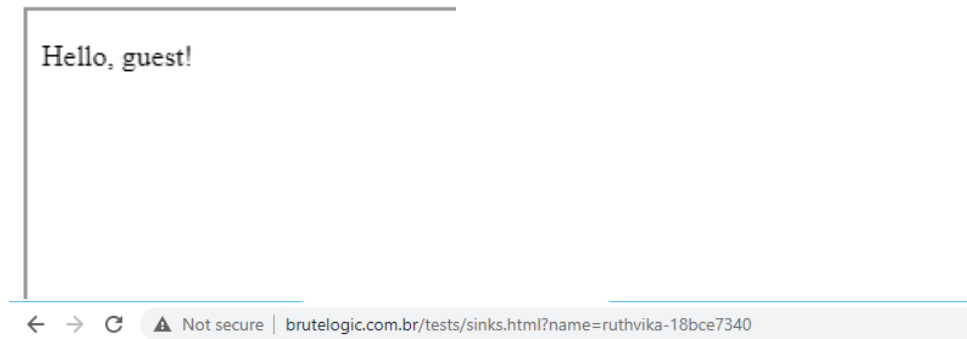 Hello, guest!
Not secure | brutelogic.com.br/tests/sinks.html?name=ruthvika-18bce7340